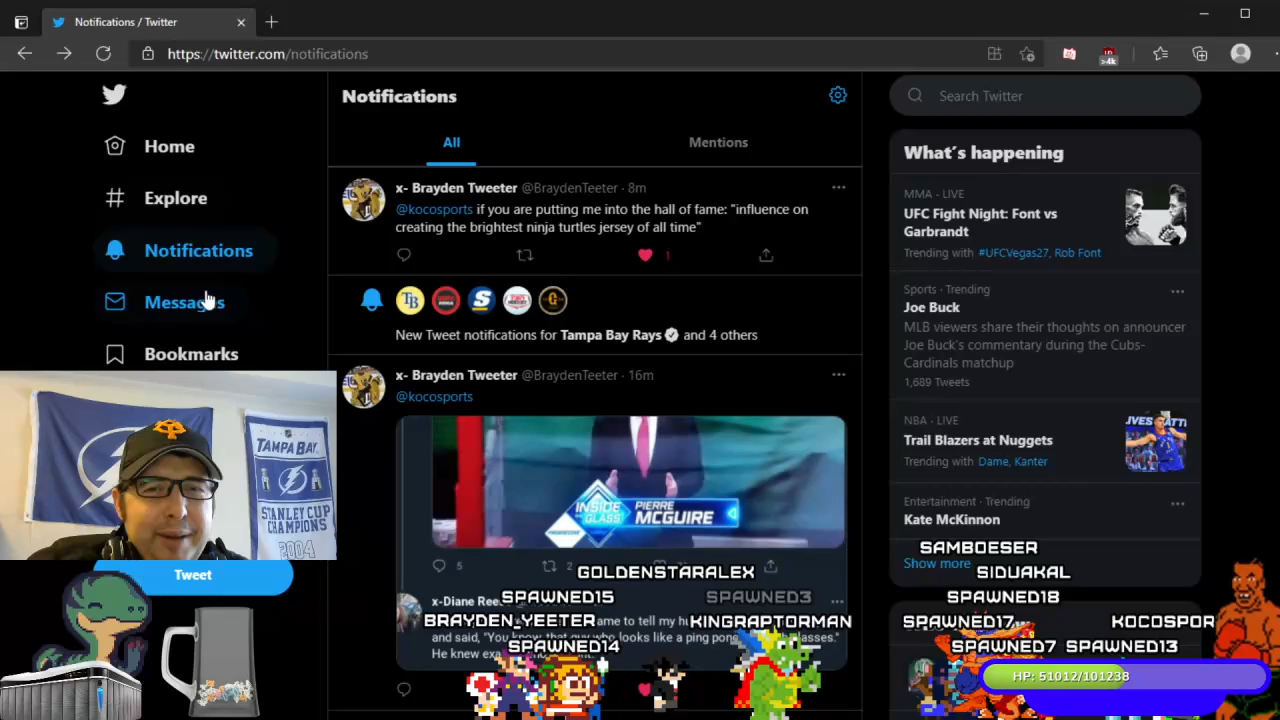 Notifications / Twitter
https://twitter.com/notifications
>4k
Home
Explore
Notifications
Messages
Bookmarks
Tweet
Notifications
All
Mentions
x- Brayden Tweeter @BraydenTeeter · 8m
@kocosports if you are putting me into the hall of fame: "influence on
creating the brightest ninja turtles jersey of all time"
1
TB
New Tweet notifications for Tampa Bay Rays and 4 others
x- Brayden Tweeter @BraydenTeeter · 16m
@kocosports
INSIDE
GLASS
PIERRE
MCGUIRE
5
2
x-Diane
and said, "You know that guy who looks like a ping pong
He knew
Search Twitter
What's happening
MMA · LIVE
UFC Fight Night: Font vs
Garbrandt
Trending with #UFCVegas27, Rob Font
Sports · Trending
Joe Buck
MLB viewers share their thoughts on announcer
Joe Buck's commentary during the Cubs-
Cardinals matchup
1,689 Tweets
NBA · LIVE
Trail Blazers at Nuggets
Trending with Dame, Kanter
Entertainment · Trending
Kate McKinnon
Show more
TAMPA BAY
STANLEY CUP
CHAMPIONS
2004
GOLDENSTARALEX
SPAWNED15
SPAWNED3
BRAYDEN_YEETER
KINGRAPTORMAN
SPAWNED14
SAMBOESER
SIDUAKAL
SPAWNED18
SPAWNED17
KOCOSPOR
SPAWNED7
SPAWNED13
HP: 51012/101238